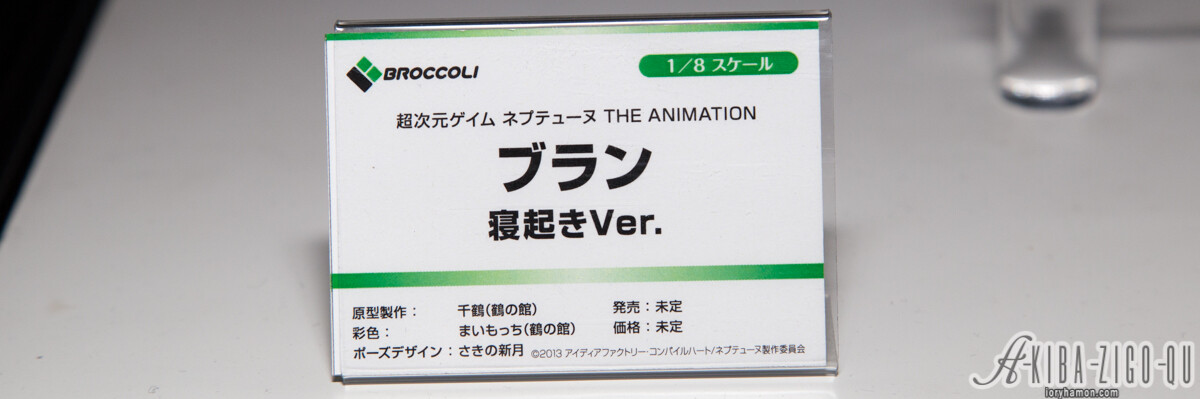 BROCCOLI
1/8 スケール
超次元ゲイム ネプテューヌ THE ANIMATION
ブラン
寝起きVer.
原型製作： 千鶴(鶴の館) 発売：未定
彩色： まいもっち(鶴の館) 価格：未定
ポーズデザイン：さきの新月 ©2013 アイディアファクトリー・コンパイルハート/ネプテューヌ製作委員会
AKIBA-ZIGO-QU
ioryhamon.com